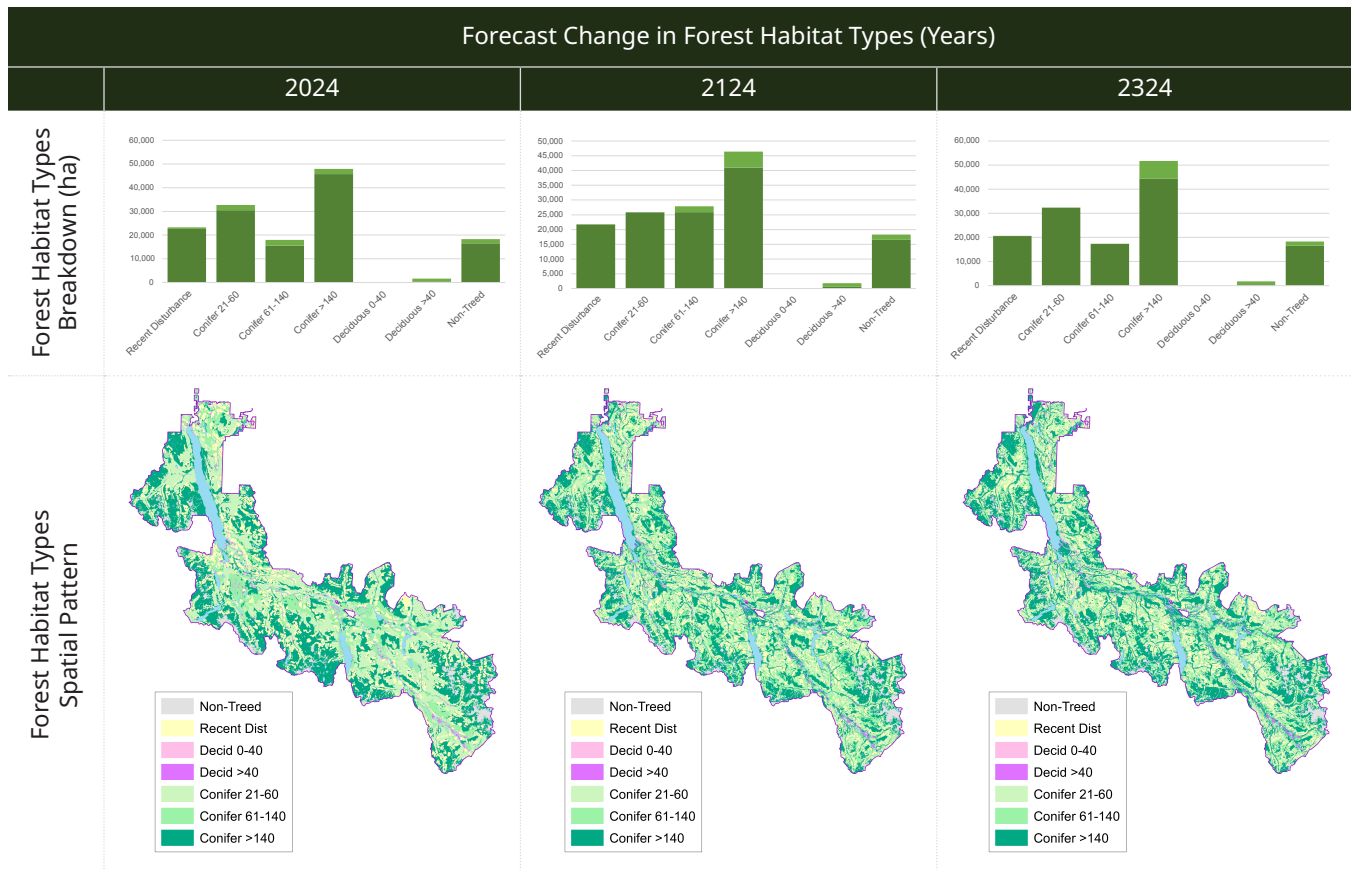 Forecast Change in Forest Habitat Types (Years)
2024
2124
2324
Forest Habitat Types
Breakdown (ha)
60,000
50,000
40,000
30,000
20,000
10,000
0
Recent Disturbance
Conifer 21-60
Conifer 61-140
Conifer > 140
Deciduous 0-40
Deciduous >40
Non-Treed
50,000
45,000
40,000
35,000
30,000
25,000
20,000
15,000
10,000
5,000
0
Recent Disturbance
Conifer 21-60
Conifer 61-140
Conifer >140
Deciduous 0-40
Deciduous >40
Non-Treed
60,000
50,000
40,000
30,000
20,000
10,000
0
Recent Disturbance
Conifer 21-60
Conifer 61-140
Conifer >140
Deciduous 0-40
Deciduous >40
Non-Treed
Forest Habitat Types
Spatial Pattern
Non-Treed
Recent Dist
Decid 0-40
Decid >40
Conifer 21-60
Conifer 61-140
Conifer >140
Non-Treed
Recent Dist
Decid 0-40
Decid >40
Conifer 21-60
Conifer 61-140
Conifer >140
Non-Treed
Recent Dist
Decid 0-40
Decid >40
Conifer 21-60
Conifer 61-140
Conifer >140